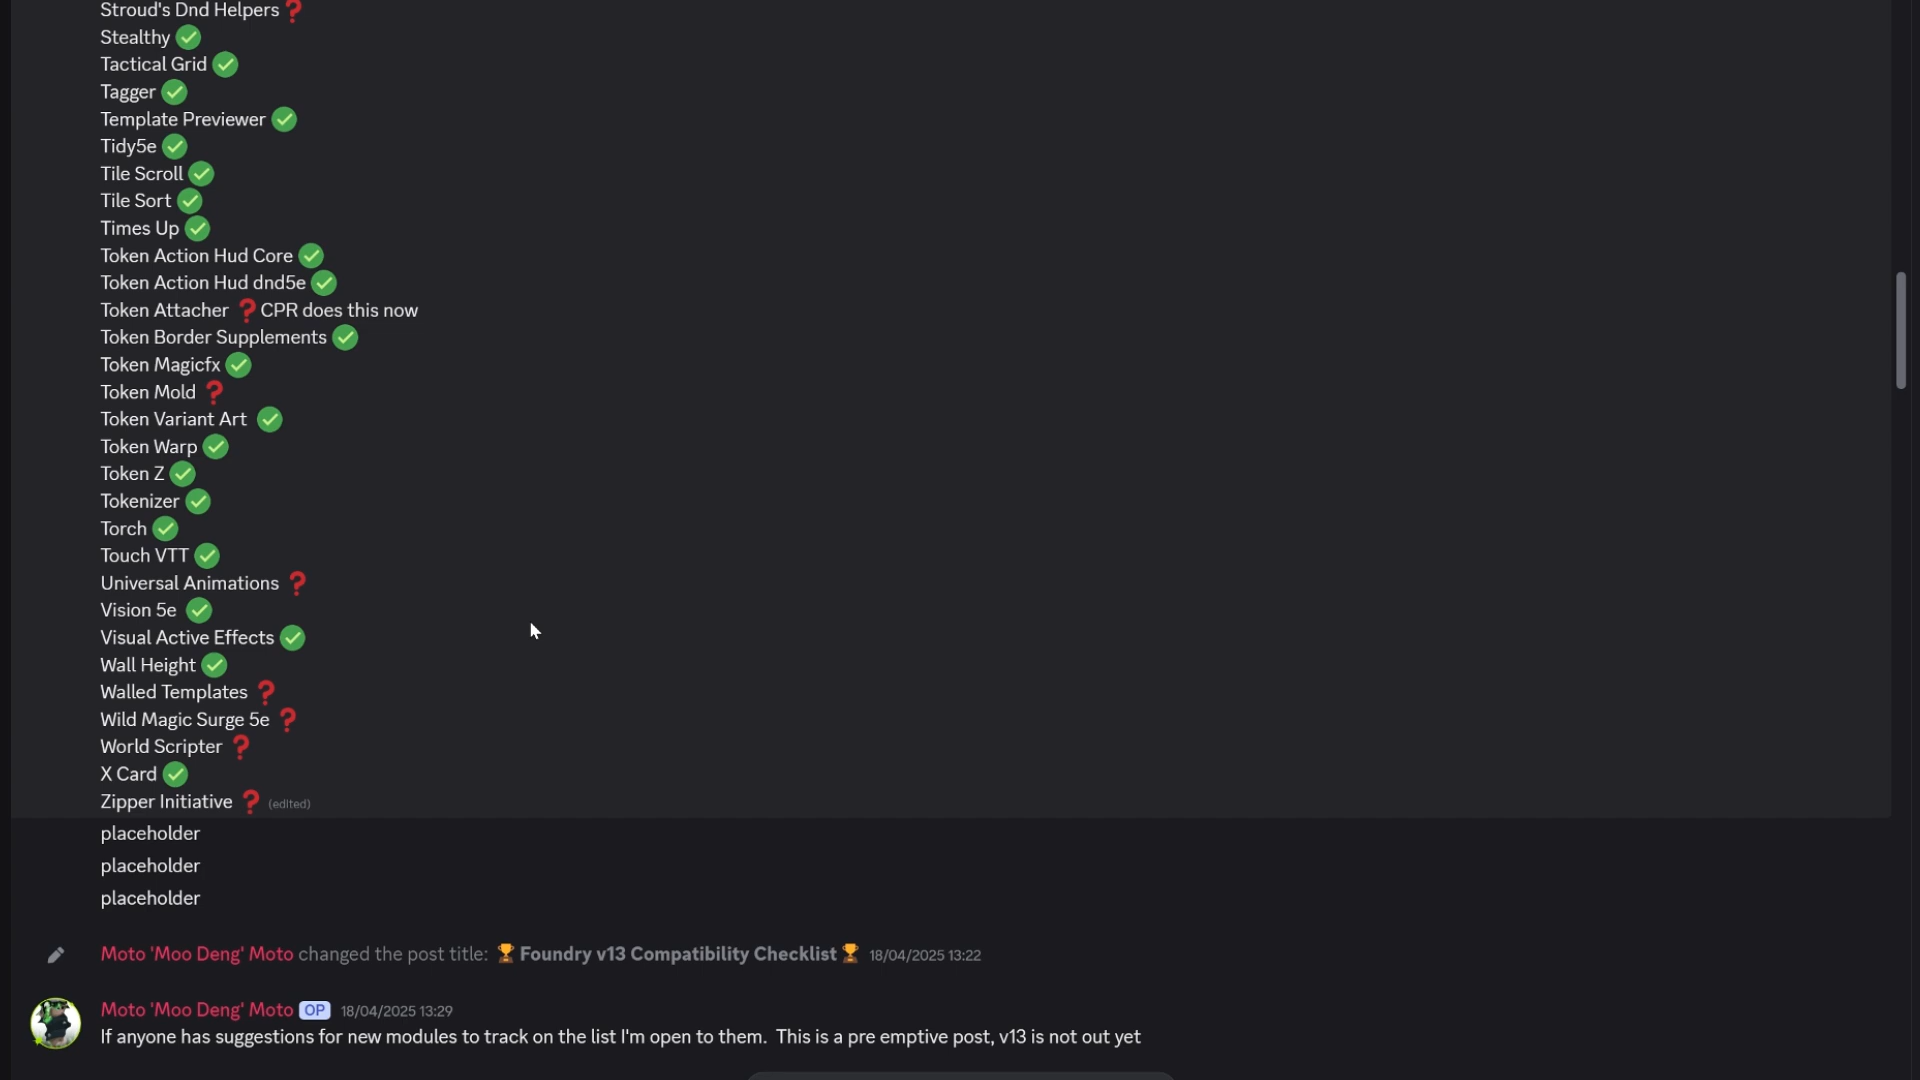 Stroud's Dnd Helpers ❓
Stealthy ✅
Tactical Grid ✅
Tagger ✅
Template Previewer ✅
Tidy5e ✅
Tile Scroll ✅
Tile Sort ✅
Times Up ✅
Token Action Hud Core ✅
Token Action Hud dnd5e ✅
Token Attacher ❓ CPR does this now
Token Border Supplements ✅
Token Magicfx ✅
Token Mold ❓
Token Variant Art ✅
Token Warp ✅
Token Z ✅
Tokenizer ✅
Torch ✅
Touch VTT ✅
Universal Animations ❓
Vision 5e ✅
Visual Active Effects ✅
Wall Height ✅
Walled Templates ❓
Wild Magic Surge 5e ❓
World Scripter ❓
X Card ✅
Zipper Initiative ❓ (edited)
placeholder
placeholder
placeholder
Moto 'Moo Deng' Moto changed the post title: 🏆 Foundry v13 Compatibility Checklist 🏆 18/04/2025 13:22
Moto 'Moo Deng' Moto OP 18/04/2025 13:29
If anyone has suggestions for new modules to track on the list I'm open to them. This is a pre emptive post, v13 is not out yet